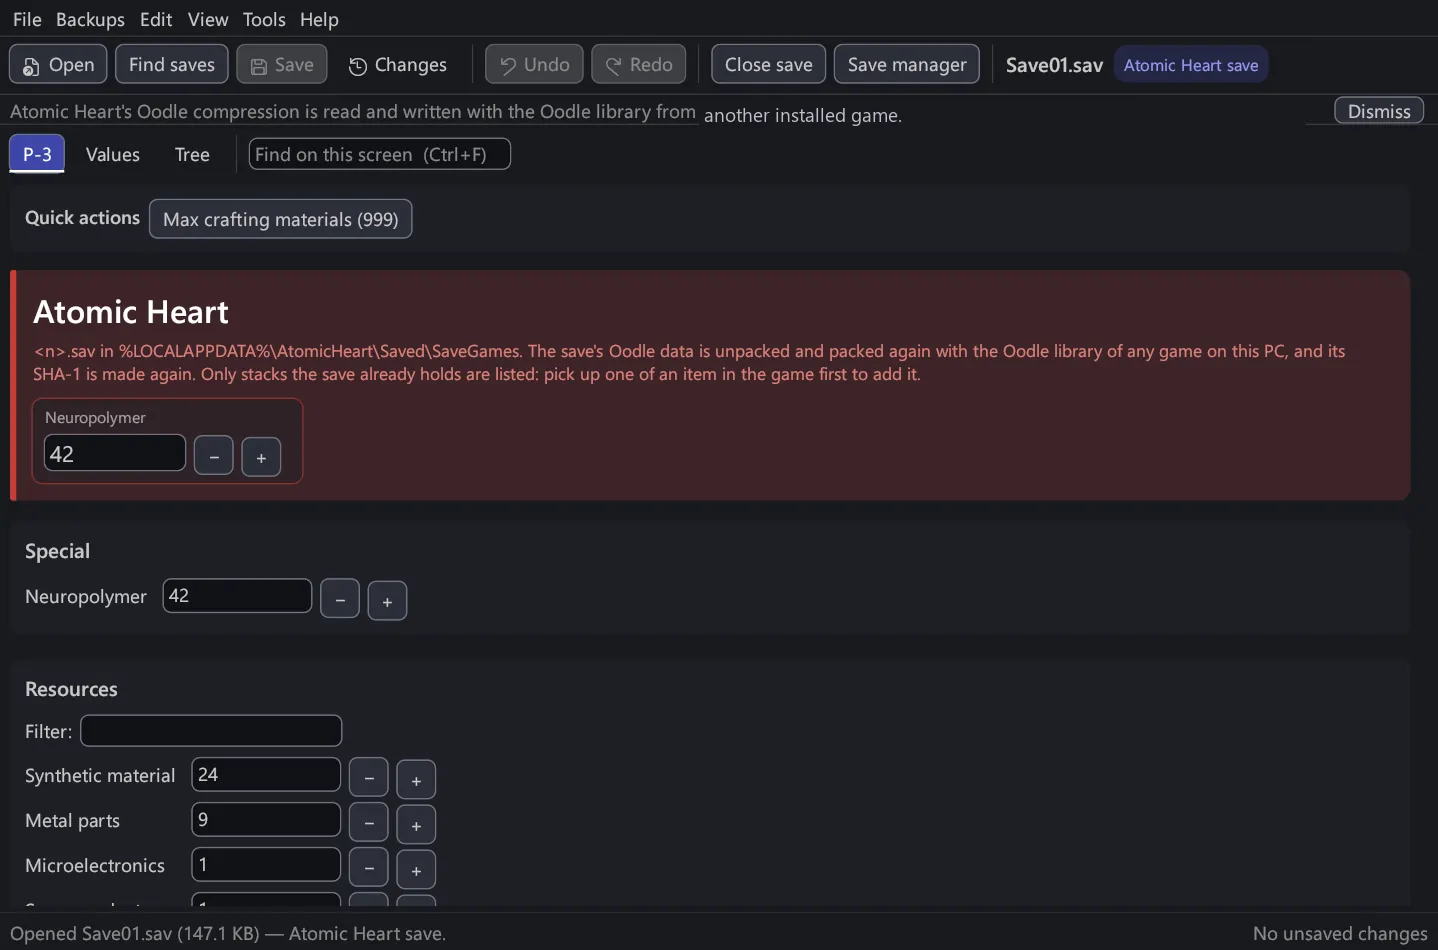 File Backups Edit View Tools Help
Open Find saves Save Changes Undo Redo Close save Save manager Save01.sav Atomic Heart save
Atomic Heart's Oodle compression is read and written with the Oodle library from another installed game. Dismiss
P-3 Values Tree Find on this screen (Ctrl+F)
Quick actions Max crafting materials (999)
Atomic Heart
<n>.sav in %LOCALAPPDATA%\AtomicHeart\Saved\SaveGames. The save's Oodle data is unpacked and packed again with the Oodle library of any game on this PC, and its
SHA-1 is made again. Only stacks the save already holds are listed: pick up one of an item in the game first to add it.
Neuropolymer
42 − +
Special
Neuropolymer 42 − +
Resources
Filter:
Synthetic material 24 − +
Metal parts 9 − +
Microelectronics 1 − +
Opened Save01.sav (147.1 KB) — Atomic Heart save. No unsaved changes